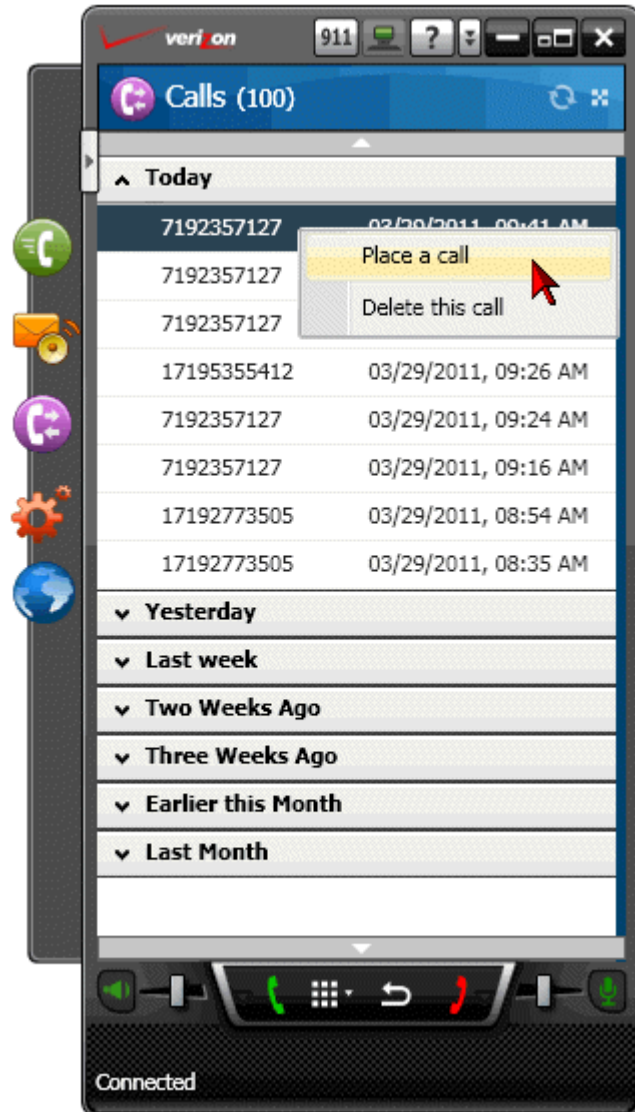 verizon 911 ?
Calls (100)
Today
7192357127 03/29/2011, 09:41 AM
Place a call
7192357127
Delete this call
7192357127
17195355412 03/29/2011, 09:26 AM
7192357127 03/29/2011, 09:24 AM
7192357127 03/29/2011, 09:16 AM
17192773505 03/29/2011, 08:54 AM
17192773505 03/29/2011, 08:35 AM
Yesterday
Last week
Two Weeks Ago
Three Weeks Ago
Earlier this Month
Last Month
Connected